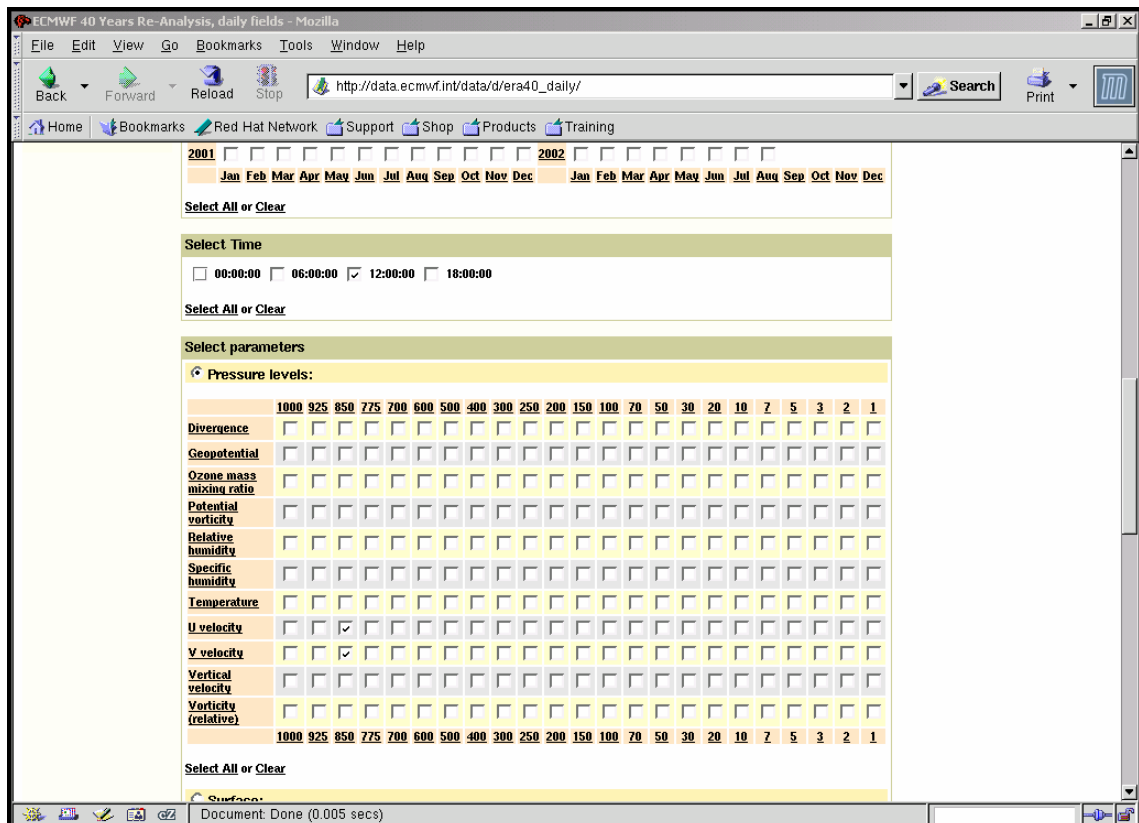 ECMWF 40 Years Re-Analysis, daily fields - Mozilla
File Edit View Go Bookmarks Tools Window Help
Back Forward Reload Stop http://data.ecmwf.int/data/d/era40_daily/ Search Print
Home Bookmarks Red Hat Network Support Shop Products Training
2001 2002
Jan Feb Mar Apr May Jun Jul Aug Sep Oct Nov Dec Jan Feb Mar Apr May Jun Jul Aug Sep Oct Nov Dec
Select All or Clear
Select Time
00:00:00 06:00:00 12:00:00 18:00:00
Select All or Clear
Select parameters
Pressure levels:
1000 925 850 775 700 600 500 400 300 250 200 150 100 70 50 30 20 10 7 5 3 2 1
Divergence
Geopotential
Ozone mass
mixing ratio
Potential
vorticity
Relative
humidity
Specific
humidity
Temperature
U velocity
V velocity
Vertical
velocity
Vorticity
(relative)
1000 925 850 775 700 600 500 400 300 250 200 150 100 70 50 30 20 10 7 5 3 2 1
Select All or Clear
Surface:
Document: Done (0.005 secs)